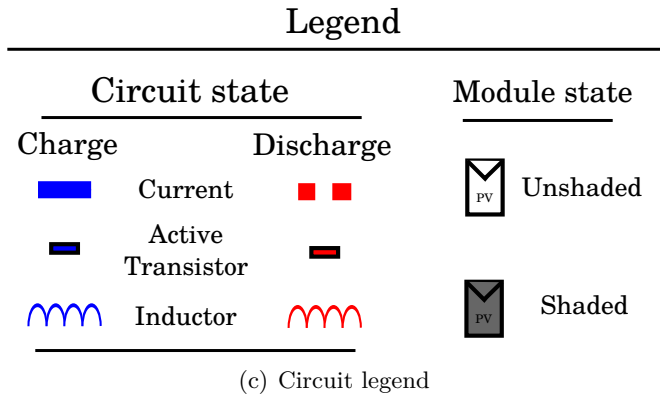 Legend
Circuit state
Module state
Charge
Discharge
Current
PV
Unshaded
Active
Transistor
PV
Shaded
Inductor
(c) Circuit legend